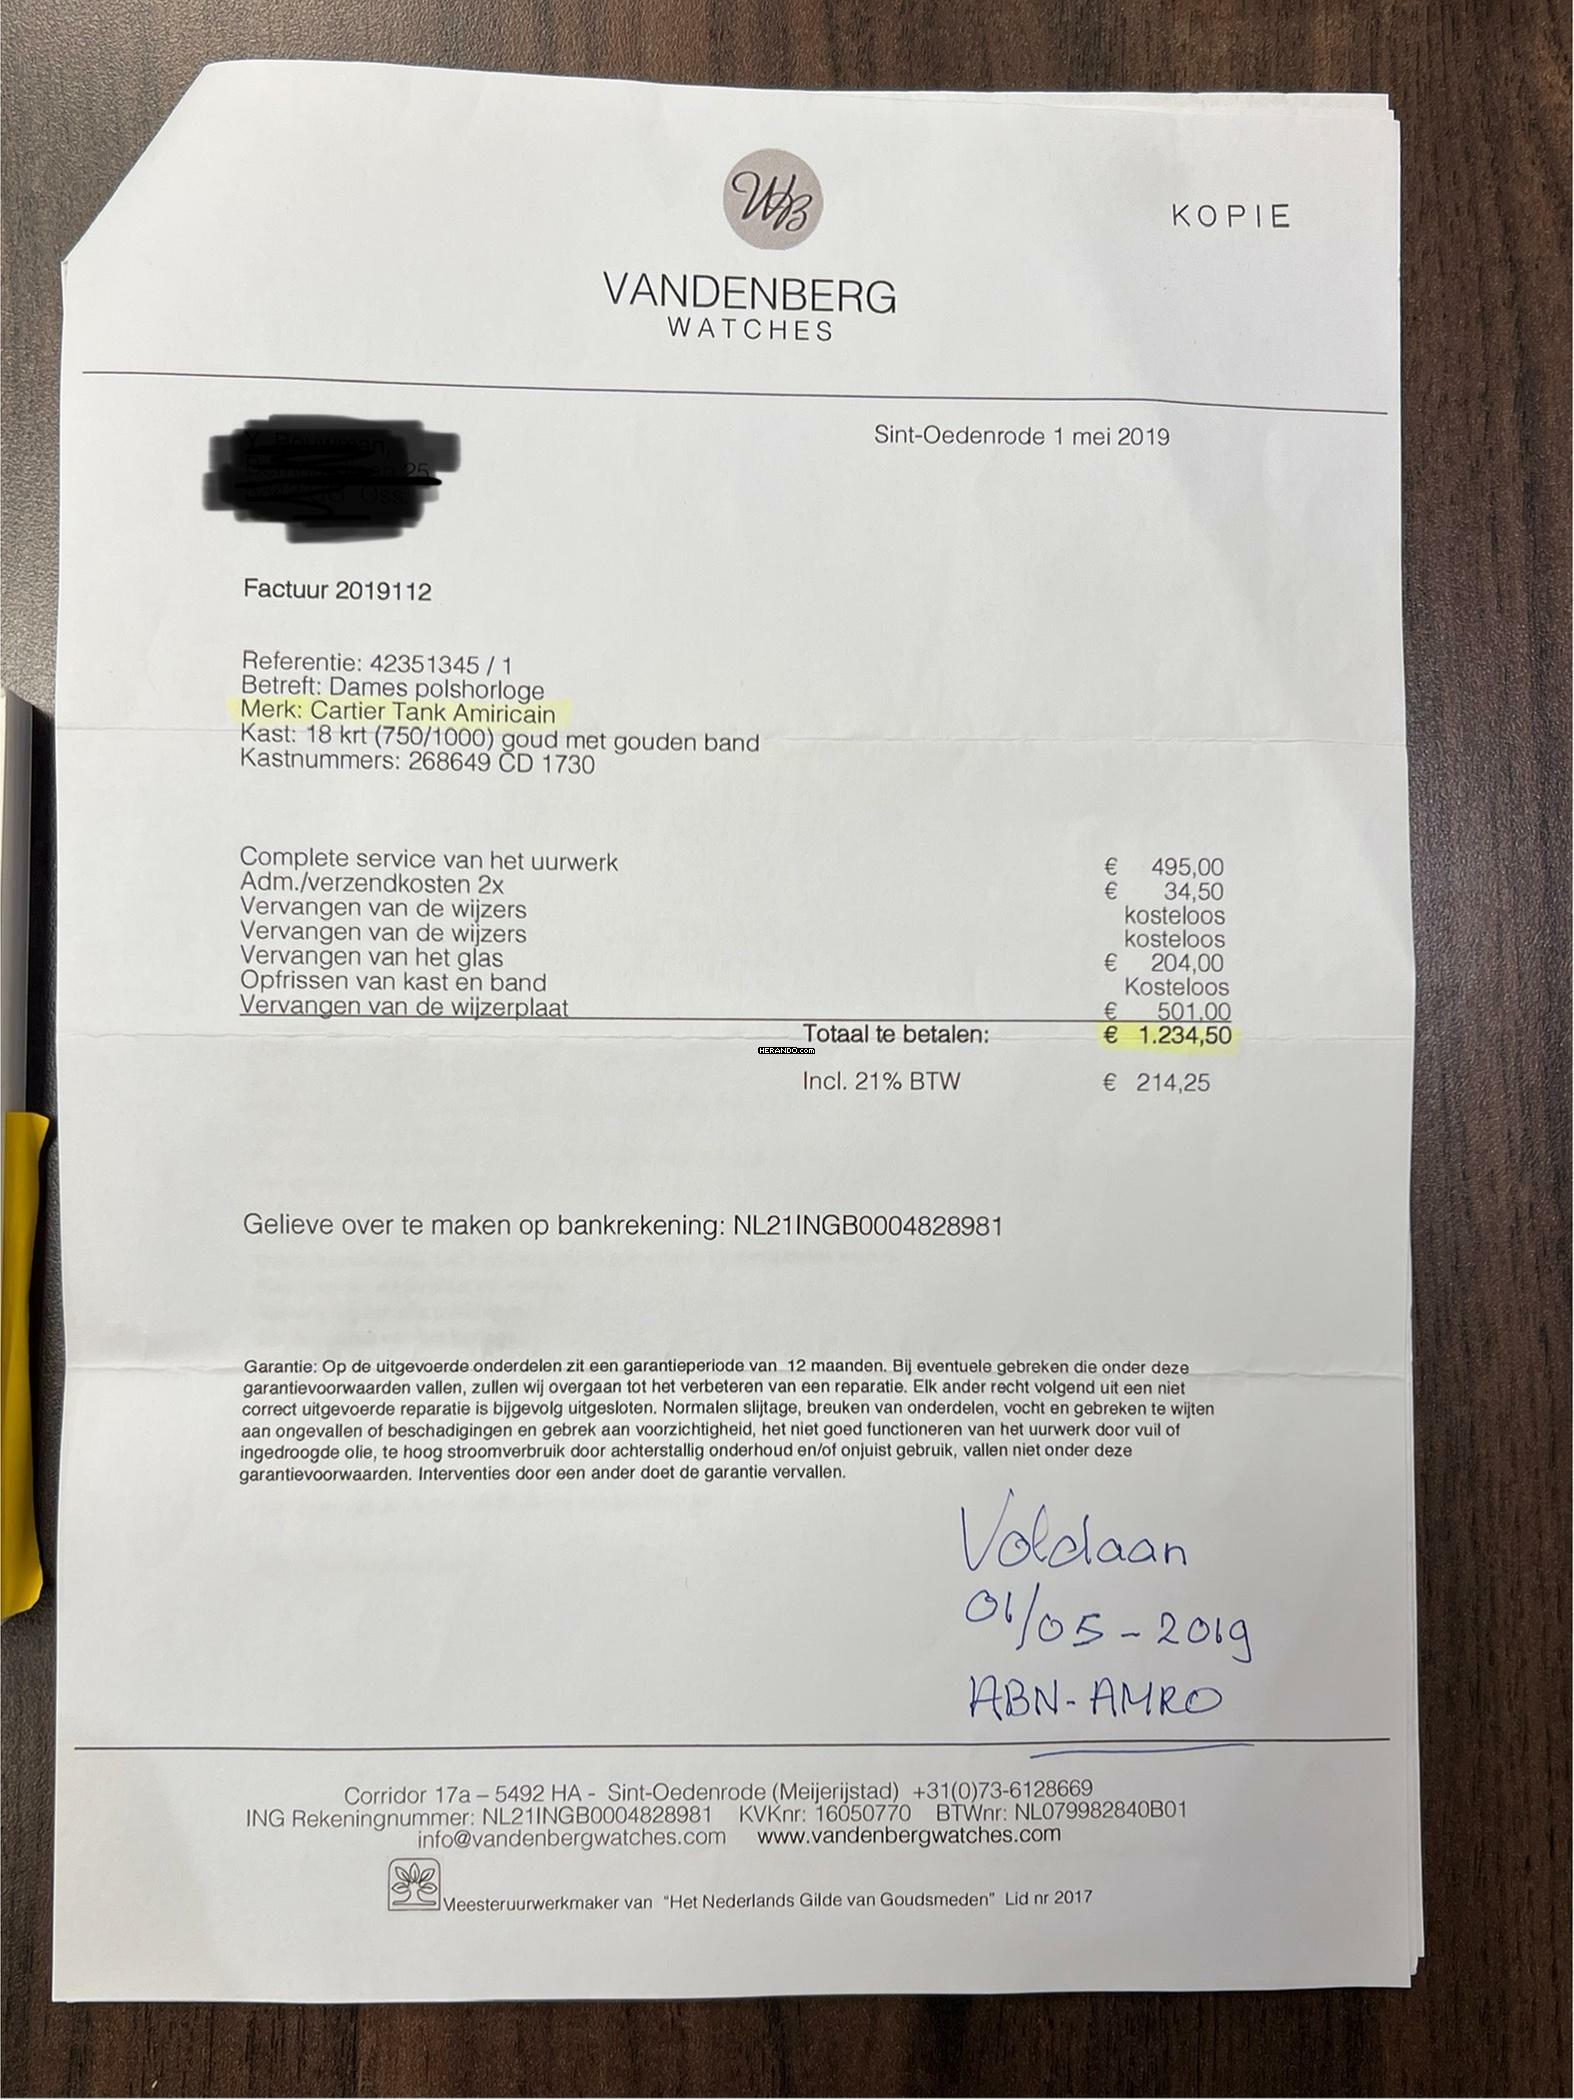 WB
KOPIE
VANDENBERG
WATCHES
Sint-Oedenrode 1 mei 2019
Factuur 2019112
Referentie: 42351345 / 1
Betreft: Dames polshorloge
Merk: Cartier Tank Amiricain
Kast: 18 krt (750/1000) goud met gouden band
Kastnummers: 268649 CD 1730
Complete service van het uurwerk € 495,00
Adm./verzendkosten 2x € 34,50
Vervangen van de wijzers kosteloos
Vervangen van de wijzers kosteloos
Vervangen van het glas € 204,00
Opfrissen van kast en band Kosteloos
Vervangen van de wijzerplaat € 501,00
Totaal te betalen: € 1.234,50
HERANDO.com
Incl. 21% BTW € 214,25
Gelieve over te maken op bankrekening: NL21INGB0004828981
Garantie: Op de uitgevoerde onderdelen zit een garantieperiode van 12 maanden. Bij eventuele gebreken die onder deze
garantievoorwaarden vallen, zullen wij overgaan tot het verbeteren van een reparatie. Elk ander recht volgend uit een niet
correct uitgevoerde reparatie is bijgevolg uitgesloten. Normalen slijtage, breuken van onderdelen, vocht en gebreken te wijten
aan ongevallen of beschadigingen en gebrek aan voorzichtigheid, het niet goed functioneren van het uurwerk door vuil of
ingedroogde olie, te hoog stroomverbruik door achterstallig onderhoud en/of onjuist gebruik, vallen niet onder deze
garantievoorwaarden. Interventies door een ander doet de garantie vervallen.
Voldaan
01/05-2019
ABN-AMRO
Corridor 17a – 5492 HA - Sint-Oedenrode (Meijerijstad) +31(0)73-6128669
ING Rekeningnummer: NL21INGB0004828981 KVKnr: 16050770 BTWnr: NL079982840B01
info@vandenbergwatches.com www.vandenbergwatches.com
Meesteruurwerkmaker van “Het Nederlands Gilde van Goudsmeden” Lid nr 2017